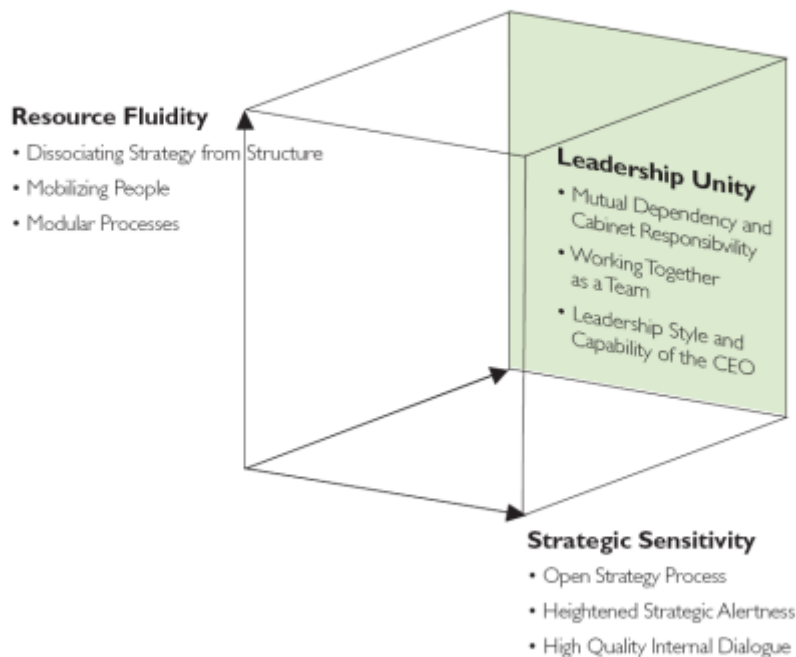 Resource Fluidity
• Dissociating Strategy from Structure
• Mobilizing People
• Modular Processes
Leadership Unity
• Mutual Dependency and
Cabinet Responsibvility
• Working Together
as a Team
• Leadership Style and
Capability of the CEO
Strategic Sensitivity
• Open Strategy Process
• Heightened Strategic Alertness
• High Quality Internal Dialogue